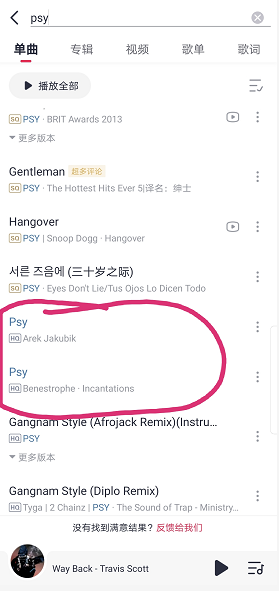 psy
单曲 专辑 视频 歌单 歌词
播放全部
SQ PSY · BRIT Awards 2013
更多版本
Gentleman 超多评论
SQ PSY · The Hottest Hits Ever 5|译名：绅士
Hangover
SQ PSY | Snoop Dogg · Hangover
서른 즈음에 (三十岁之际)
SQ PSY · Eyes Don't Lie/Tus Ojos Lo Dicen Todo
Psy
HQ Arek Jakubik
Psy
HQ Benestrophe · Incantations
Gangnam Style (Afrojack Remix)(Instru...
HQ PSY
更多版本
Gangnam Style (Diplo Remix)
HQ Tyga | 2 Chainz | PSY · The Sound of Trap - Ministry...
没有找到满意结果？反馈给我们
Way Back - Travis Scott